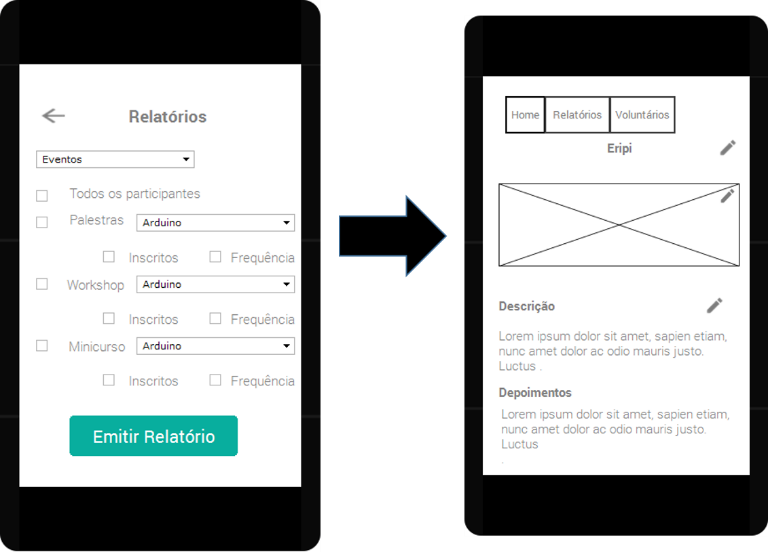 Relatórios
Eventos
Todos os participantes
Palestras Arduino
Inscritos Frequência
Workshop Arduino
Inscritos Frequência
Minicurso Arduino
Inscritos Frequência
Emitir Relatório
Home Relatórios Voluntários
Eripi
Descrição
Lorem ipsum dolor sit amet, sapien etiam,
nunc amet dolor ac odio mauris justo.
Luctus .
Depoimentos
Lorem ipsum dolor sit amet, sapien etiam,
nunc amet dolor ac odio mauris justo.
Luctus
.